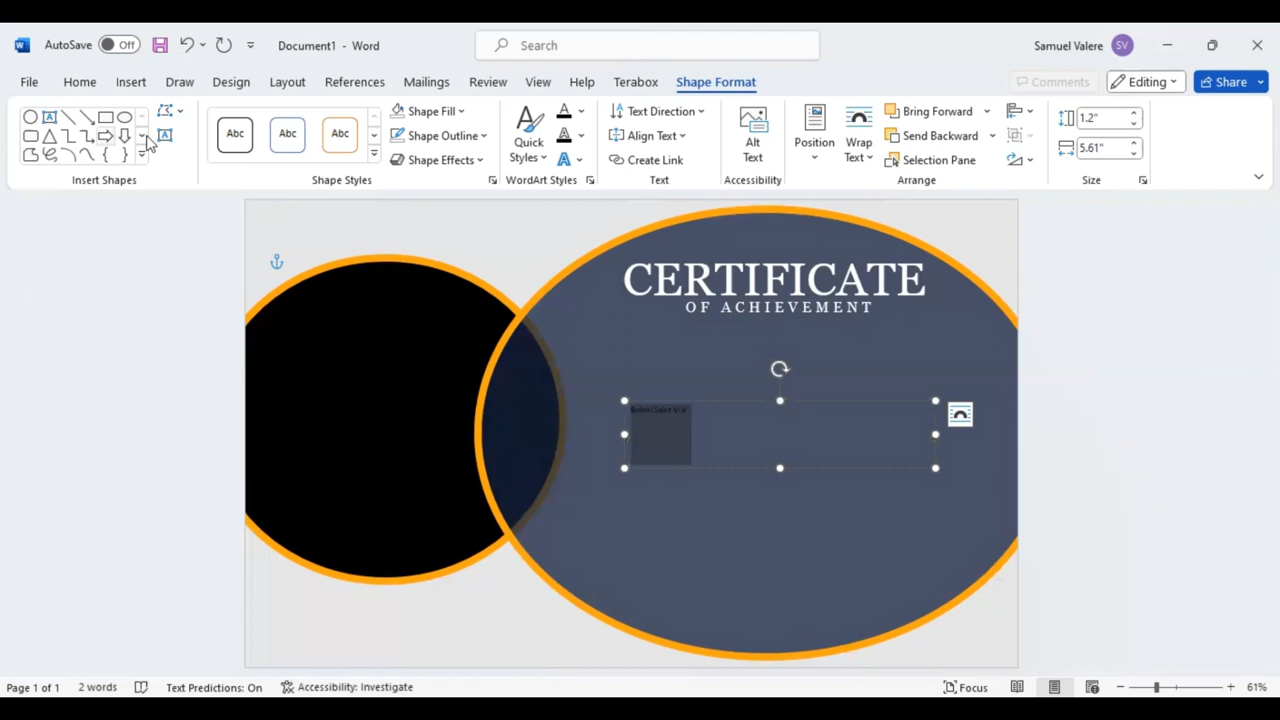 AutoSave Off Document1 - Word Search Samuel Valere SV
File Home Insert Draw Design Layout References Mailings Review View Help Terabox Shape Format Comments Editing Share
Abc Abc Abc
Shape Fill
Shape Outline
Shape Effects
Quick
Styles
Text Direction
Align Text
Create Link
Alt
Text
Position
Wrap
Text
Bring Forward
Send Backward
Selection Pane
1.2"
5.61"
Insert Shapes Shape Styles WordArt Styles Text Accessibility Arrange Size
CERTIFICATE
OF ACHIEVEMENT
Page 1 of 1 2 words Text Predictions: On Accessibility: Investigate Focus 61%